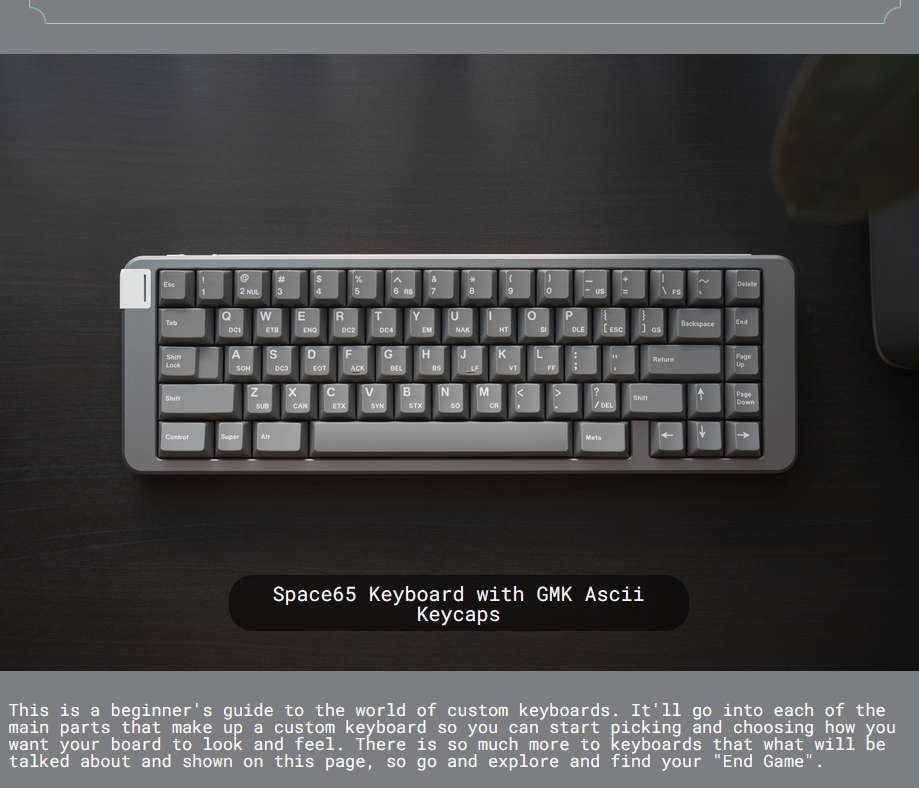 Esc ! 1 @ 2 NUL # 3 $ 4 % 5 ^ 6 RS & 7 * 8 ( 9 ) 0 — - US + = | \ FS ~ ` Delete
Tab Q DC1 W ETB E ENQ R DC2 T DC4 Y EM U NAK I HT O SI P DLE { [ ESC } ] GS Backspace End
Shift Lock A SOH S DC3 D EOT F ACK G BEL H BS J LF K VT L FF : ; " ' Return Page Up
Shift Z SUB X CAN C ETX V SYN B STX N SO M CR < , > . ? / DEL Shift ↑ Page Down
Control Super Alt Meta ← ↓ →
Space65 Keyboard with GMK Ascii
Keycaps
This is a beginner's guide to the world of custom keyboards. It'll go into each of the
main parts that make up a custom keyboard so you can start picking and choosing how you
want your board to look and feel. There is so much more to keyboards that what will be
talked about and shown on this page, so go and explore and find your "End Game".